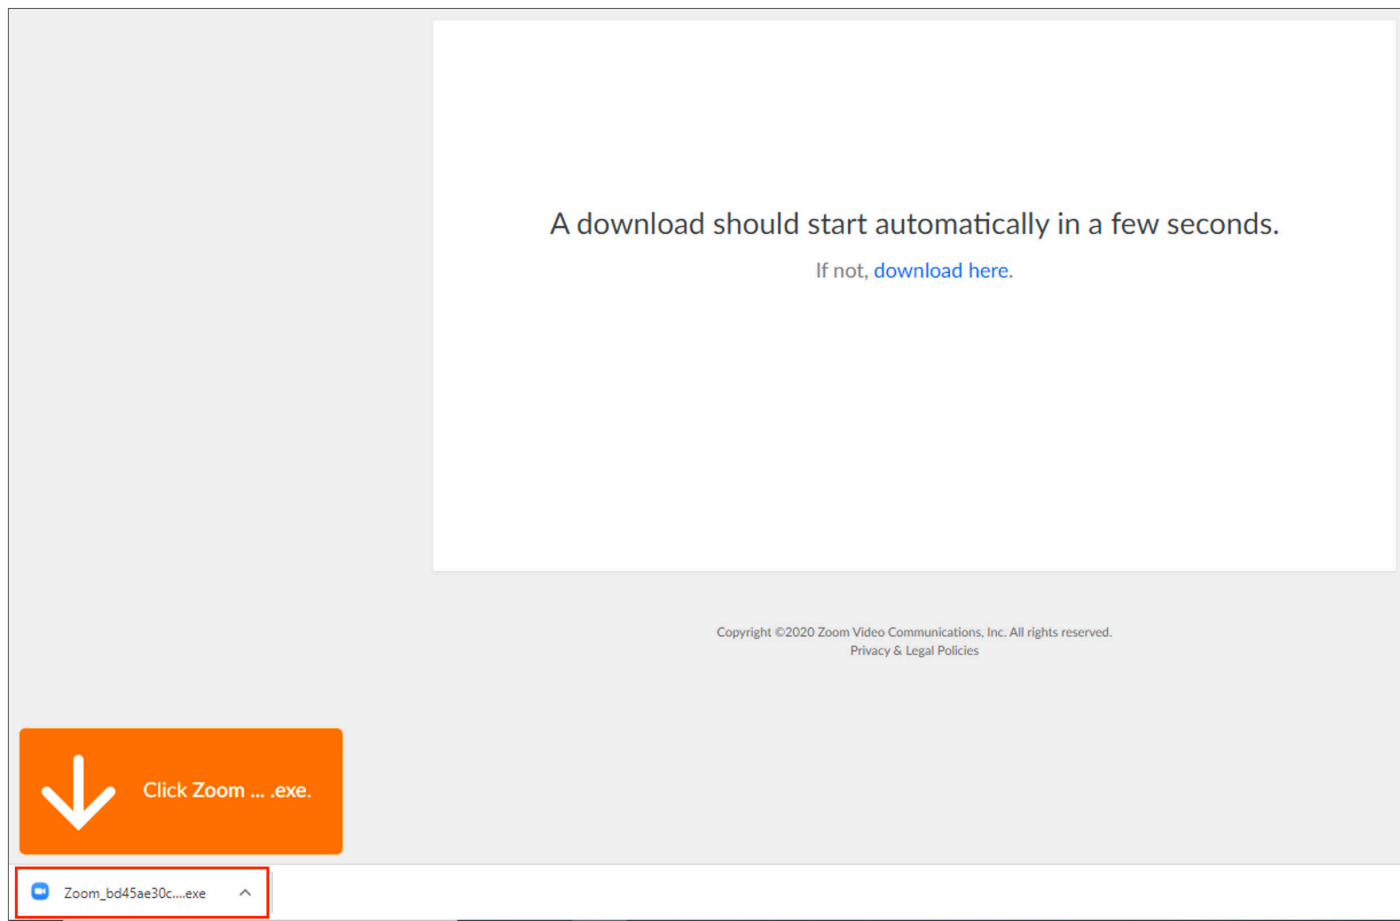 A download should start automatically in a few seconds.
If not, download here.
Copyright ©2020 Zoom Video Communications, Inc. All rights reserved.
Privacy & Legal Policies
Click Zoom ... .exe.
Zoom_bd45ae30c....exe